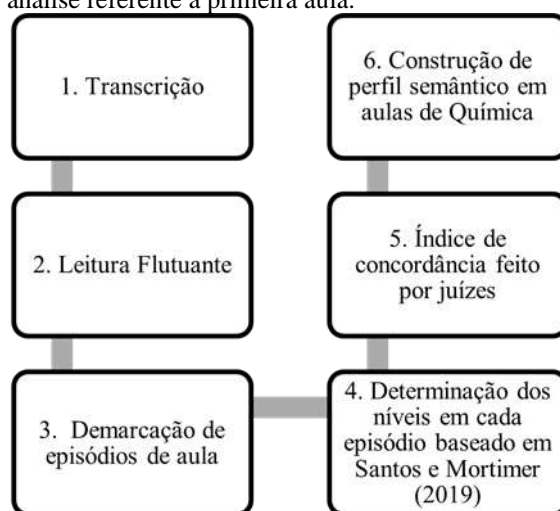 análise referente à primeira aula.
1. Transcrição
2. Leitura Flutuante
3. Demarcação de
episódios de aula
4. Determinação dos
níveis em cada
episódio baseado em
Santos e Mortimer
(2019)
5. Índice de
concordância feito
por juízes
6. Construção de
perfil semântico em
aulas de Química